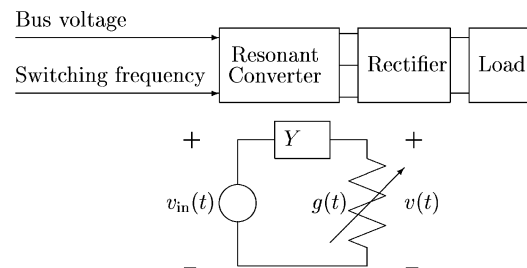 Bus voltage
Switching frequency
Resonant
Converter
Rectifier
Load
+ Y +
v_in(t) g(t) v(t)
− −